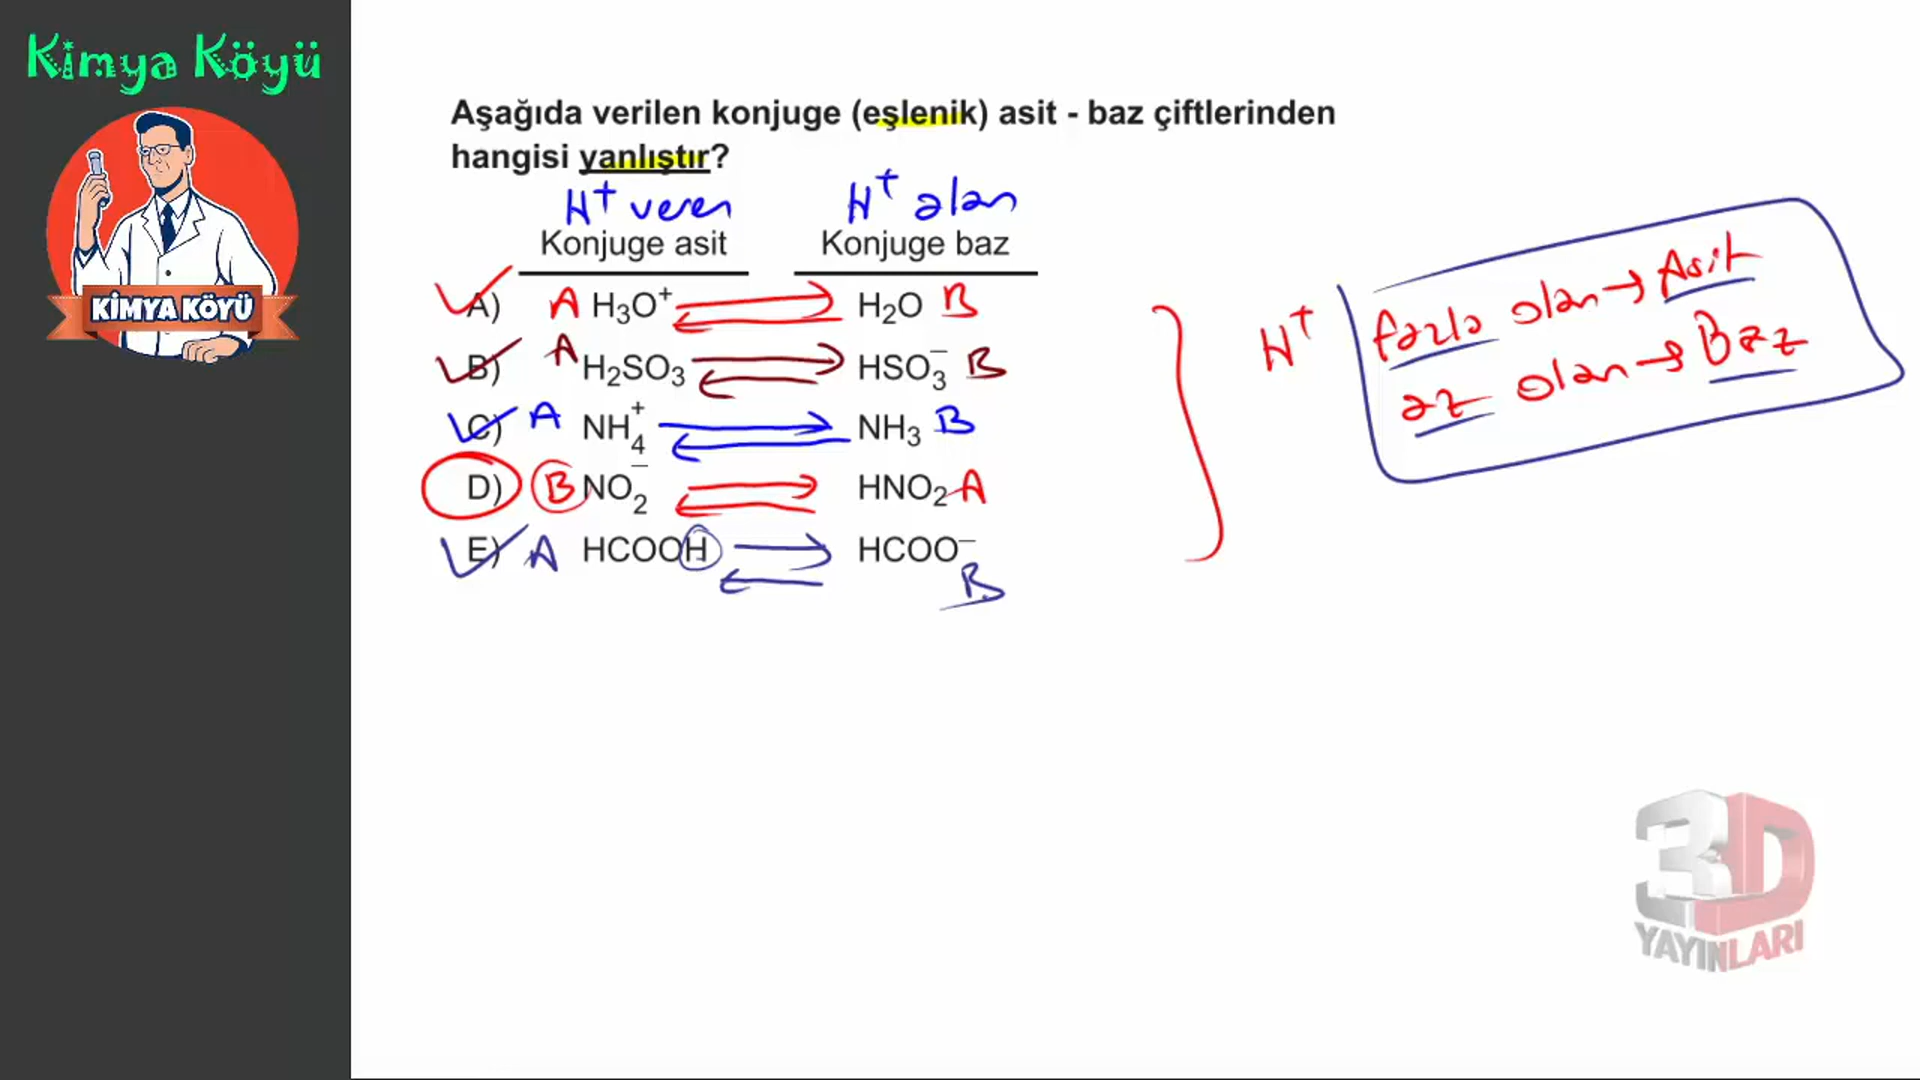 Kimya Köyü
KİMYA KÖYÜ
Aşağıda verilen konjuge (eşlenik) asit - baz çiftlerinden
hangisi yanlıştır?
H⁺ veren H⁺ alan
Konjuge asit Konjuge baz
A) A H₃O⁺ H₂O B
B) A H₂SO₃ HSO₃⁻ B
C) A NH₄⁺ NH₃ B
D) B NO₂⁻ HNO₂ A
E) A HCOOH HCOO⁻ B
H⁺ fazla olan → Asit
az olan → Baz
3D
YAYINLARI